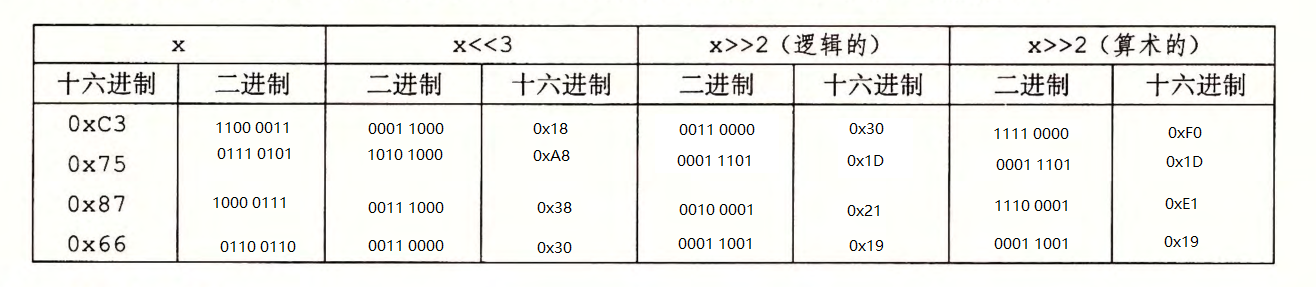 x x<<3 x>>2（逻辑的） x>>2（算术的）
十六进制 二进制 二进制 十六进制 二进制 十六进制 二进制 十六进制
0xC3 1100 0011 0001 1000 0x18 0011 0000 0x30 1111 0000 0xF0
0x75 0111 0101 1010 1000 0xA8 0001 1101 0x1D 0001 1101 0x1D
0x87 1000 0111 0011 1000 0x38 0010 0001 0x21 1110 0001 0xE1
0x66 0110 0110 0011 0000 0x30 0001 1001 0x19 0001 1001 0x19